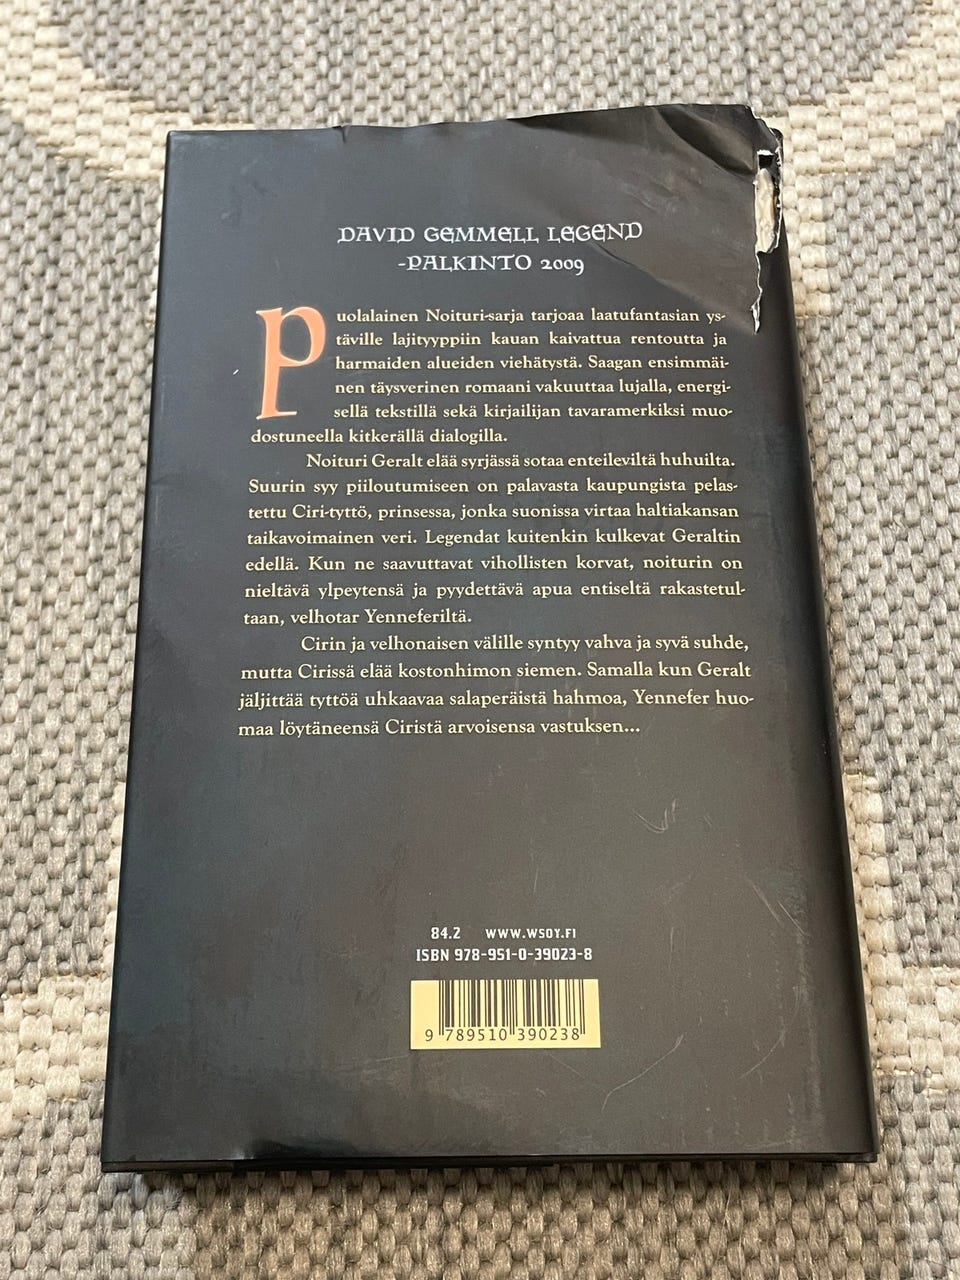 DAVID GEMMELL LEGEND
-PALKINTO 2009
Puolalainen Noituri-sarja tarjoaa laatufantasian ys-
täville lajityyppiin kauan kaivattua rentoutta ja
harmaiden alueiden viehätystä. Saagan ensimmäi-
nen täysverinen romaani vakuuttaa lujalla, energi-
sellä tekstillä sekä kirjailijan tavaramerkiksi muo-
dostuneella kitkerällä dialogilla.
Noituri Geralt elää syrjässä sotaa enteileviltä huhuilta.
Suurin syy piiloutumiseen on palavasta kaupungista pelas-
tettu Ciri-tyttö, prinsessa, jonka suonissa virtaa haltiakansan
taikavoimainen veri. Legendat kuitenkin kulkevat Geraltin
edellä. Kun ne saavuttavat vihollisten korvat, noiturin on
nieltävä ylpeytensä ja pyydettävä apua entiseltä rakastetul-
taan, velhotar Yenneferiltä.
Cirin ja velhonaisen välille syntyy vahva ja syvä suhde,
mutta Cirissä elää kostonhimon siemen. Samalla kun Geralt
jäljittää tyttöä uhkaavaa salaperäistä hahmoa, Yennefer huo-
maa löytäneensä Ciristä arvoisensa vastuksen...
84.2 WWW.WSOY.FI
ISBN 978-951-0-39023-8
9 789510 390238